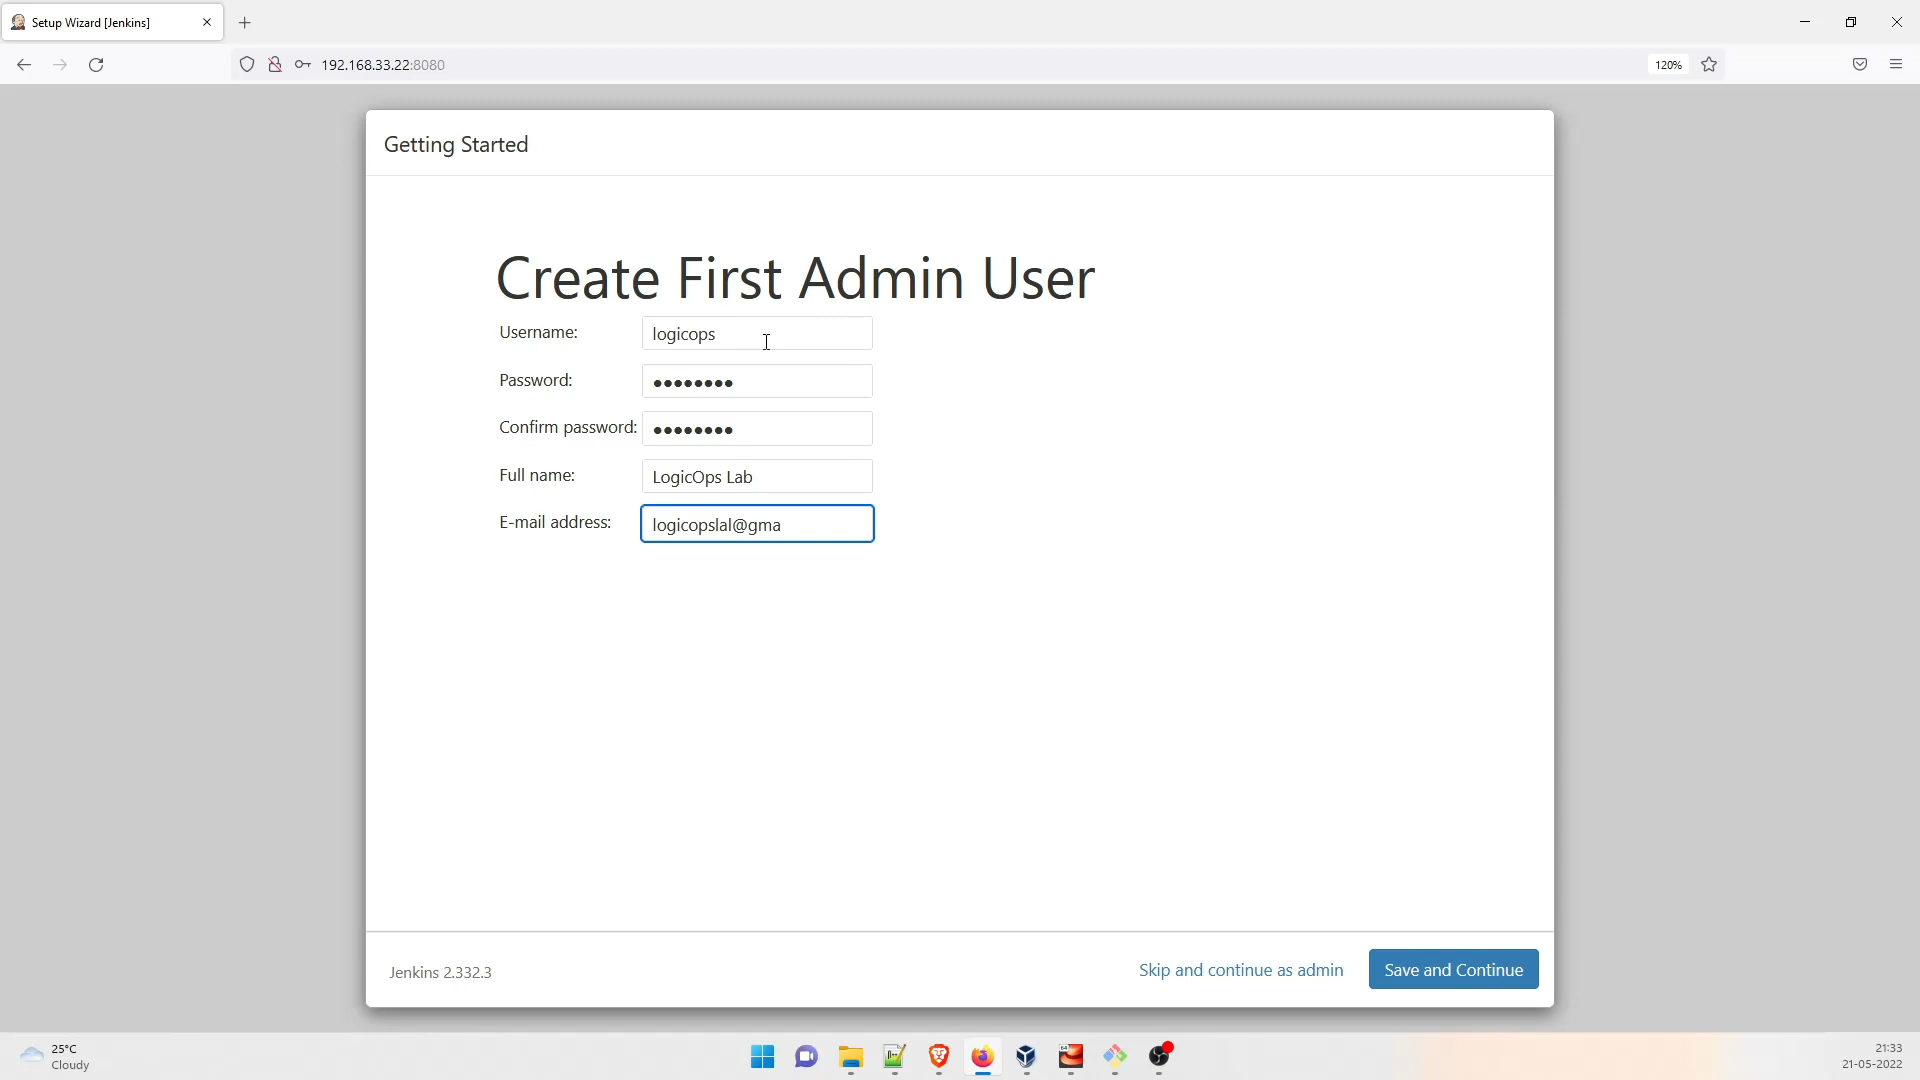 Setup Wizard [Jenkins]
192.168.33.22:8080
120%
Getting Started
Create First Admin User
Username: logicops
Password: ••••••••
Confirm password: ••••••••
Full name: LogicOps Lab
E-mail address: logicopslal@gma
Jenkins 2.332.3
Skip and continue as admin
Save and Continue
25°C
Cloudy
21:33
21-05-2022